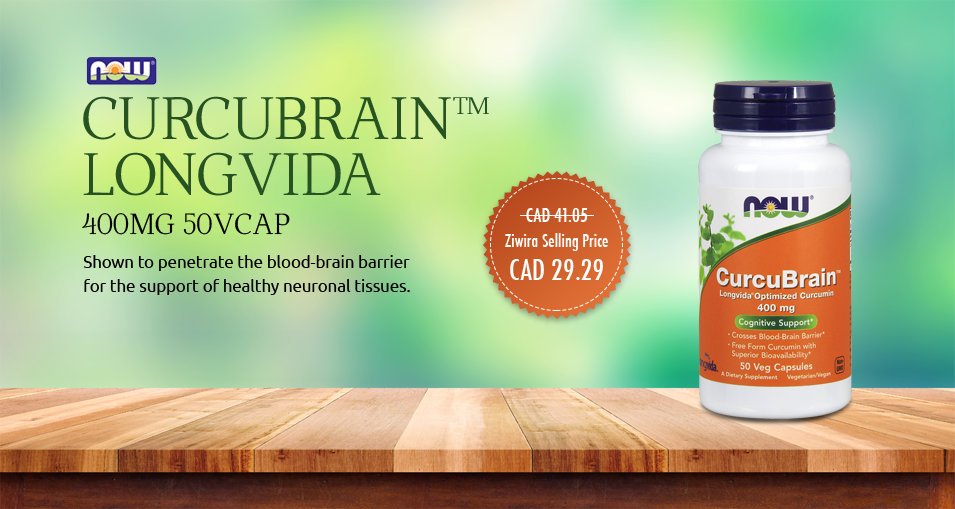 NOW
CURCUBRAIN™
LONGVIDA
400MG 50VCAP
Shown to penetrate the blood-brain barrier
for the support of healthy neuronal tissues.
CAD 41.05
Ziwira Selling Price
CAD 29.29
NOW®
CurcuBrain™
Longvida® Optimized Curcumin
400 mg
Cognitive Support*
• Crosses Blood-Brain Barrier*
• Free Form Curcumin with
Superior Bioavailability*
50 Veg Capsules
A Dietary Supplement Vegetarian/Vegan